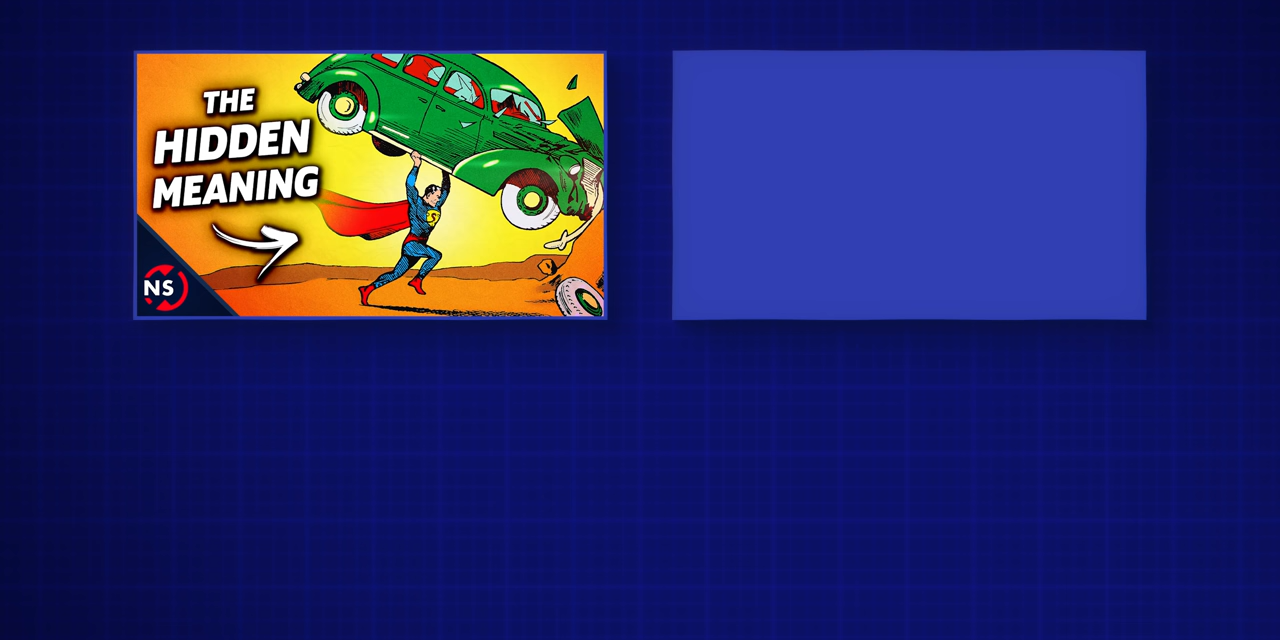 THE
HIDDEN
MEANING
S
NS